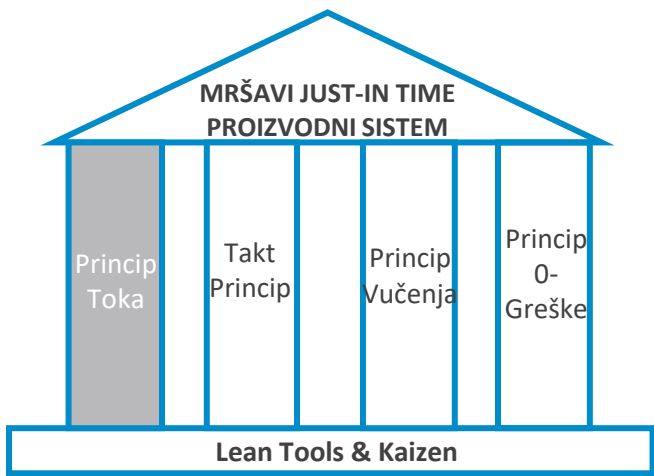 MRŠAVI JUST-IN TIME
PROIZVODNI SISTEM
Princip
Toka
Takt
Princip
Princip
Vučenja
Princip
0-
Greške
Lean Tools & Kaizen